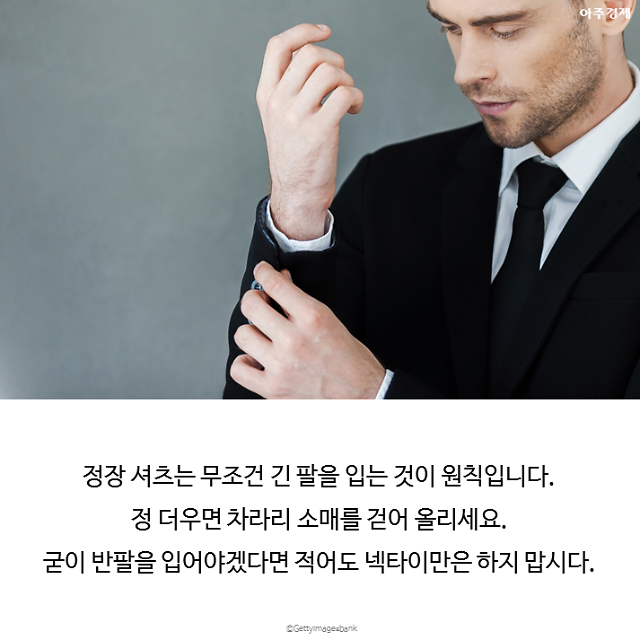 아주경제
정장 셔츠는 무조건 긴 팔을 입는 것이 원칙입니다.
정 더우면 차라리 소매를 걷어 올리세요.
굳이 반팔을 입어야겠다면 적어도 넥타이만은 하지 맙시다.
©Gettyimagesbank